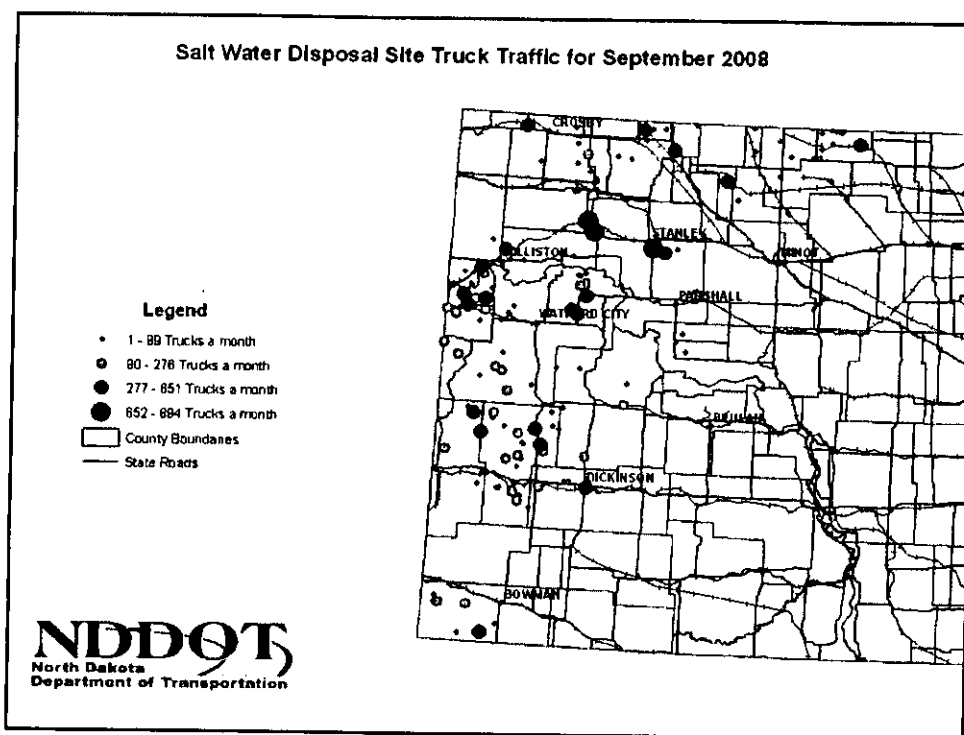 Salt Water Disposal Site Truck Traffic for September 2008
CROSBY
STANLEY
WILLISTON
MINOT
PARSHALL
WATFORD CITY
Legend
1 - 89 Trucks a month
90 - 276 Trucks a month
277 - 651 Trucks a month
652 - 894 Trucks a month
County Boundaries
State Roads
DICKINSON
BOWMAN
NDDOT
North Dakota
Department of Transportation